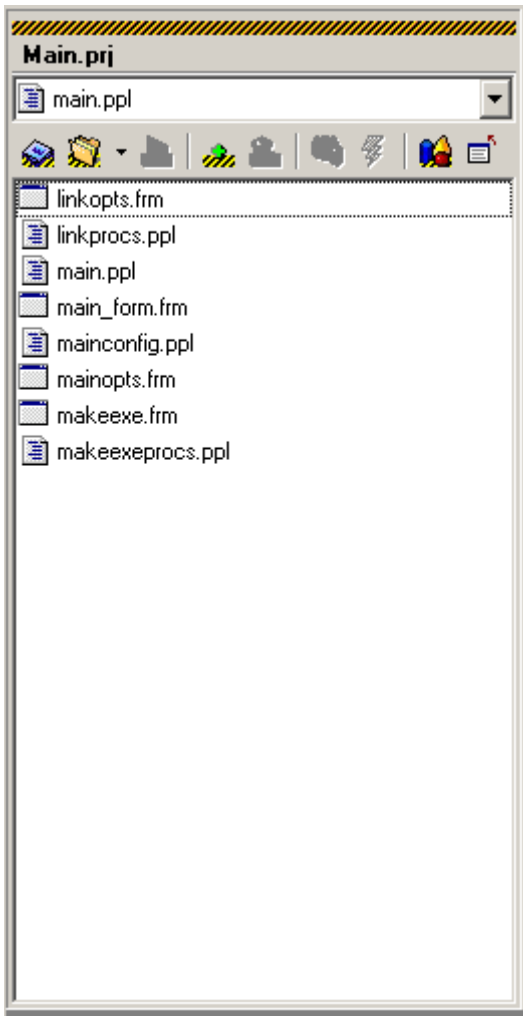 Main.prj
main.ppl
linkopts.frm
linkprocs.ppl
main.ppl
main_form.frm
mainconfig.ppl
mainopts.frm
makeexe.frm
makeexeprocs.ppl